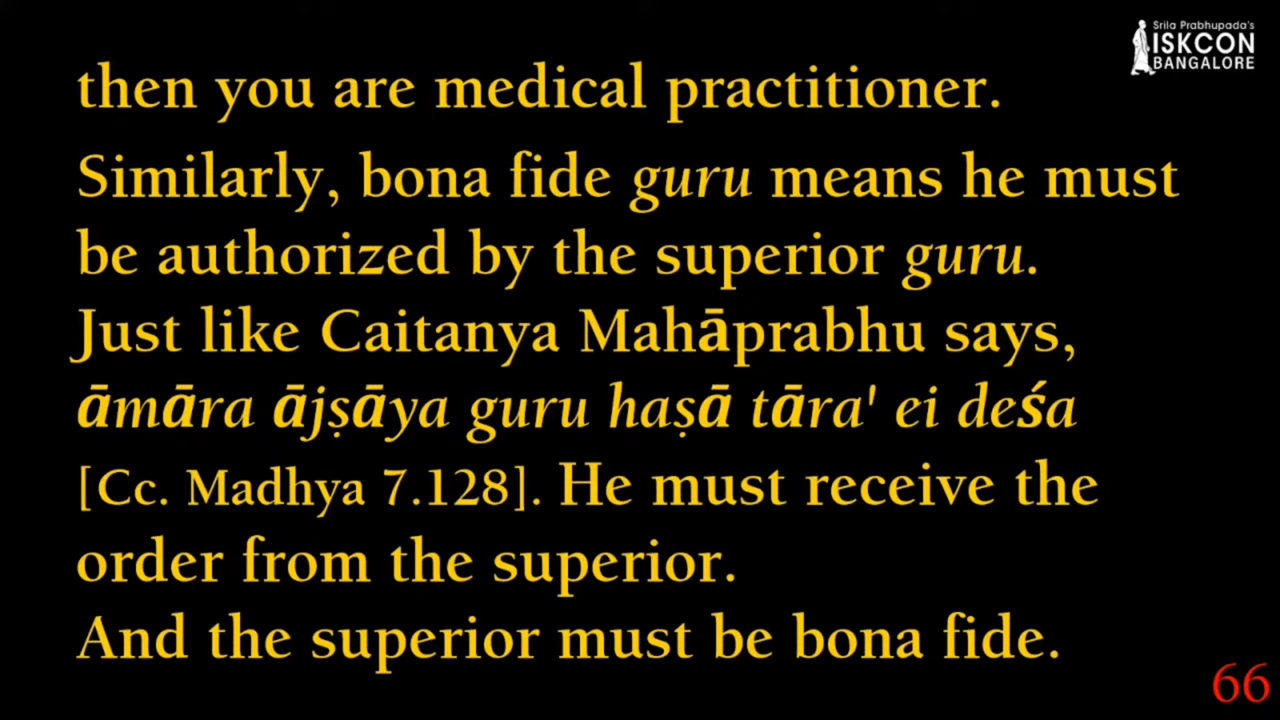 Srila Prabhupada's
ISKCON
BANGALORE
then you are medical practitioner.
Similarly, bona fide guru means he must
be authorized by the superior guru.
Just like Caitanya Mahāprabhu says,
āmāra ājṣāya guru haṣā tāra' ei deśa
[Cc. Madhya 7.128]. He must receive the
order from the superior.
And the superior must be bona fide.
66